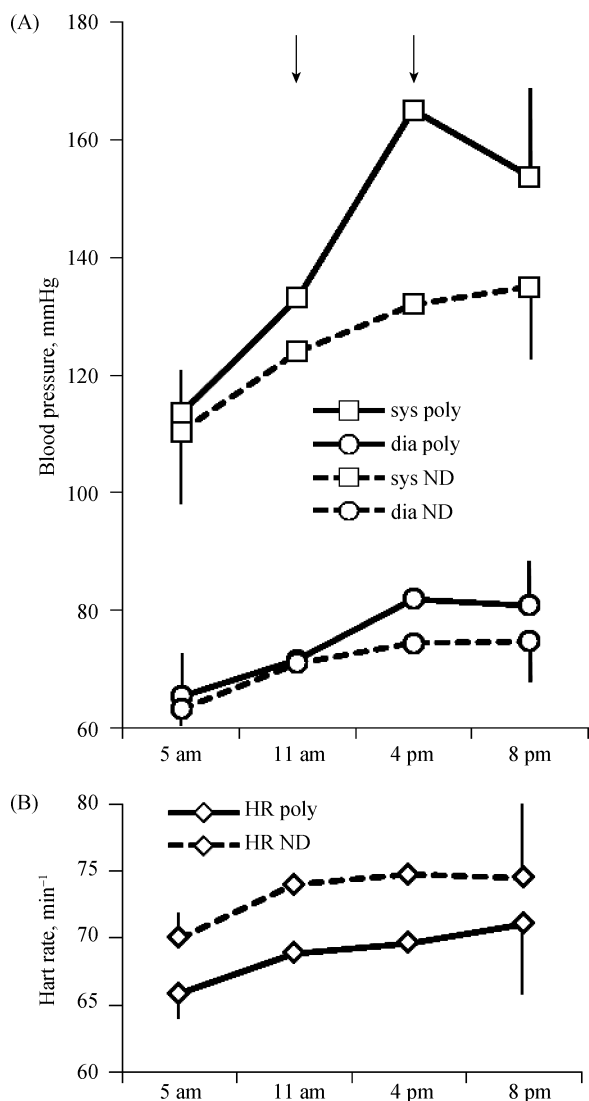 (A)
180
160
140
120
100
80
60
Blood pressure, mmHg
sys poly
dia poly
sys ND
dia ND
5 am 11 am 4 pm 8 pm
(B)
80
75
70
65
60
Hart rate, min⁻¹
HR poly
HR ND
5 am 11 am 4 pm 8 pm